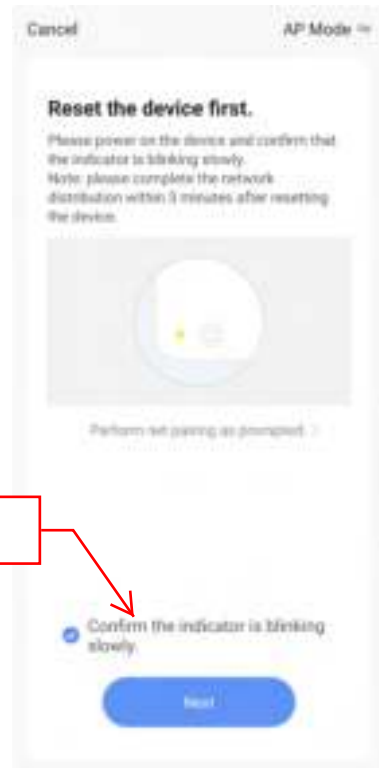 Cancel AP Mode
Reset the device first.
Please power on the device and confirm that
the indicator is blinking slowly.
Note: please complete the network
distribution within 3 minutes after resetting
the device.
Perform net pairing as prompted. >
Confirm the indicator is blinking
slowly.
Next